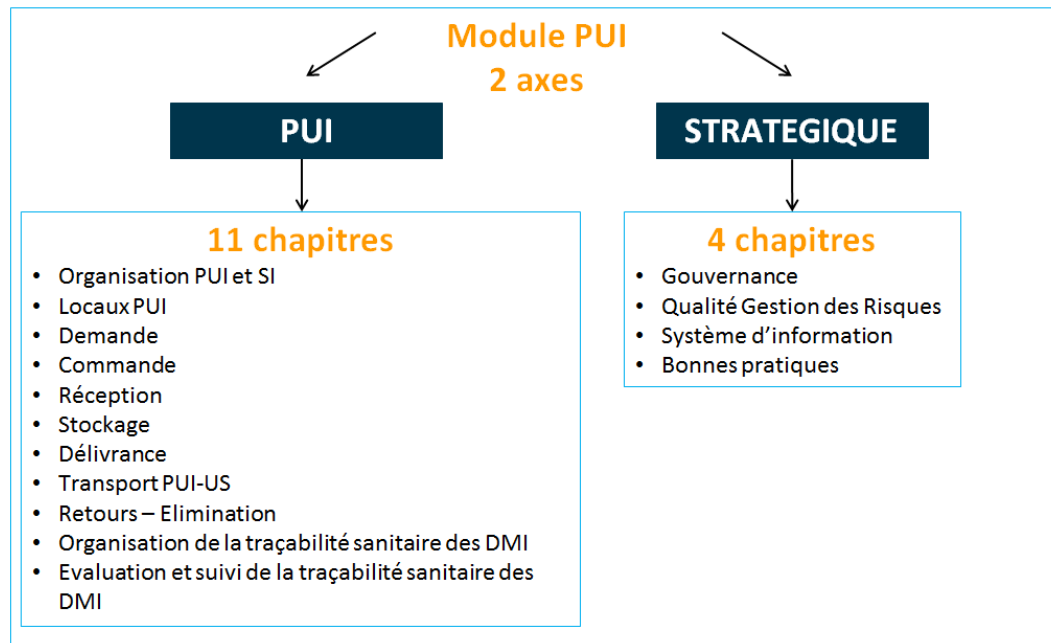 Module PUI
2 axes
PUI
STRATEGIQUE
11 chapitres
• Organisation PUI et SI
• Locaux PUI
• Demande
• Commande
• Réception
• Stockage
• Délivrance
• Transport PUI-US
• Retours – Elimination
• Organisation de la traçabilité sanitaire des DMI
• Evaluation et suivi de la traçabilité sanitaire des
DMI
4 chapitres
• Gouvernance
• Qualité Gestion des Risques
• Système d’information
• Bonnes pratiques